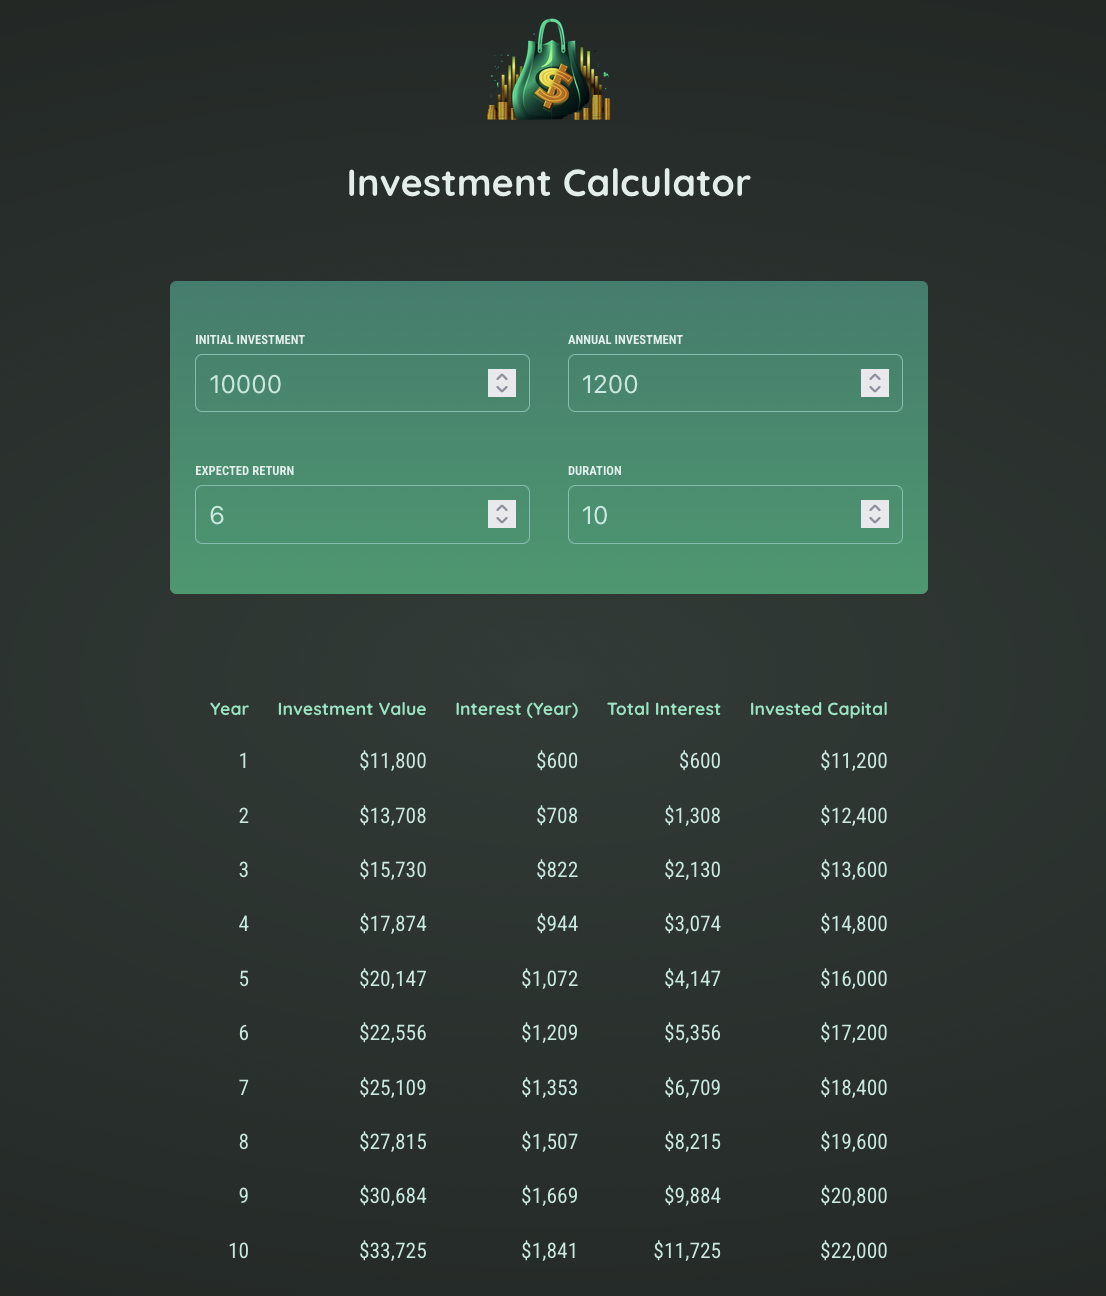 $
Investment Calculator
INITIAL INVESTMENT ANNUAL INVESTMENT
10000 1200
EXPECTED RETURN DURATION
6 10
Year Investment Value Interest (Year) Total Interest Invested Capital
1 $11,800 $600 $600 $11,200
2 $13,708 $708 $1,308 $12,400
3 $15,730 $822 $2,130 $13,600
4 $17,874 $944 $3,074 $14,800
5 $20,147 $1,072 $4,147 $16,000
6 $22,556 $1,209 $5,356 $17,200
7 $25,109 $1,353 $6,709 $18,400
8 $27,815 $1,507 $8,215 $19,600
9 $30,684 $1,669 $9,884 $20,800
10 $33,725 $1,841 $11,725 $22,000